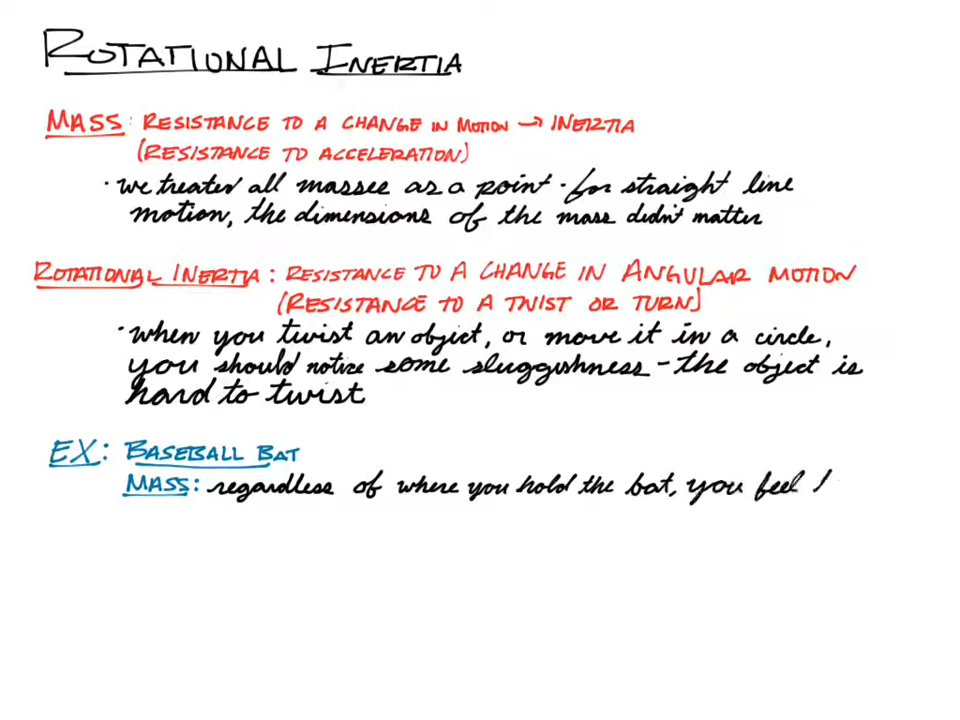 ROTATIONAL INERTIA
MASS: RESISTANCE TO A CHANGE IN MOTION → INERTIA
(RESISTANCE TO ACCELERATION)
· we treated all masses as a point · for straight line
motion, the dimensions of the mass didn't matter
ROTATIONAL INERTIA: RESISTANCE TO A CHANGE IN ANGULAR MOTION
(RESISTANCE TO A TWIST OR TURN)
· when you twist an object, or move it in a circle,
you should notice some sluggishness - the object is
hard to twist
EX: BASEBALL BAT
MASS: regardless of where you hold the bat, you feel